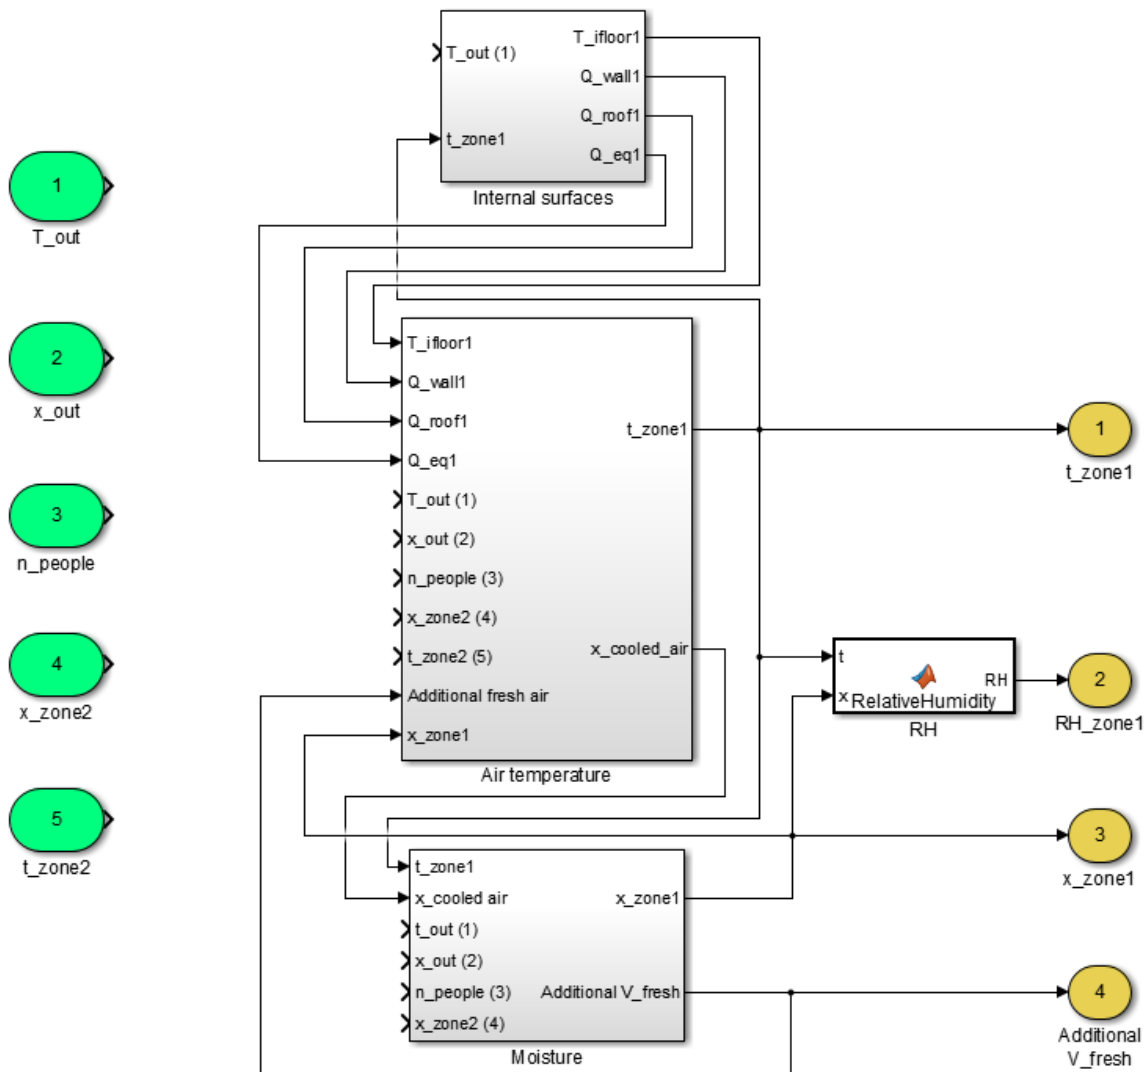 T_out (1)
t_zone1
T_ifloor1
Q_wall1
Q_roof1
Q_eq1
Internal surfaces
1
T_out
2
x_out
3
n_people
4
x_zone2
5
t_zone2
T_ifloor1
Q_wall1
Q_roof1
Q_eq1
T_out (1)
x_out (2)
n_people (3)
x_zone2 (4)
t_zone2 (5)
Additional fresh air
x_zone1
t_zone1
x_cooled_air
Air temperature
t
x
RelativeHumidity
RH
RH
t_zone1
x_cooled air
t_out (1)
x_out (2)
n_people (3)
x_zone2 (4)
x_zone1
Additional V_fresh
Moisture
1
t_zone1
2
RH_zone1
3
x_zone1
4
Additional
V_fresh